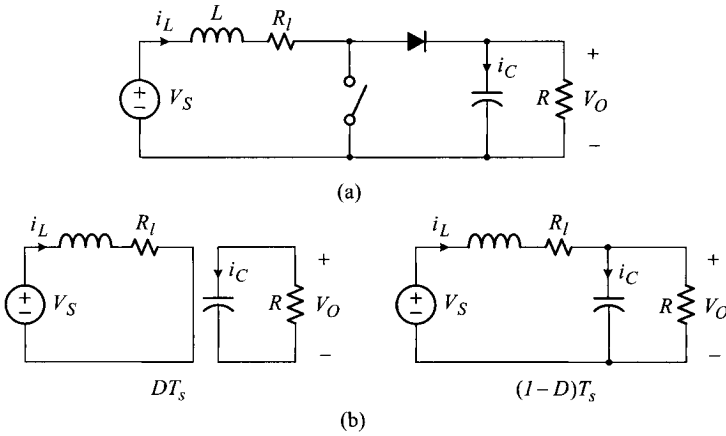 i_L L R_l
+ − V_S
i_C R + V_O −
(a)
i_L R_l
+ − V_S
i_C R + V_O −
DT_s
i_L R_l
+ − V_S
i_C R + V_O −
(1−D)T_s
(b)